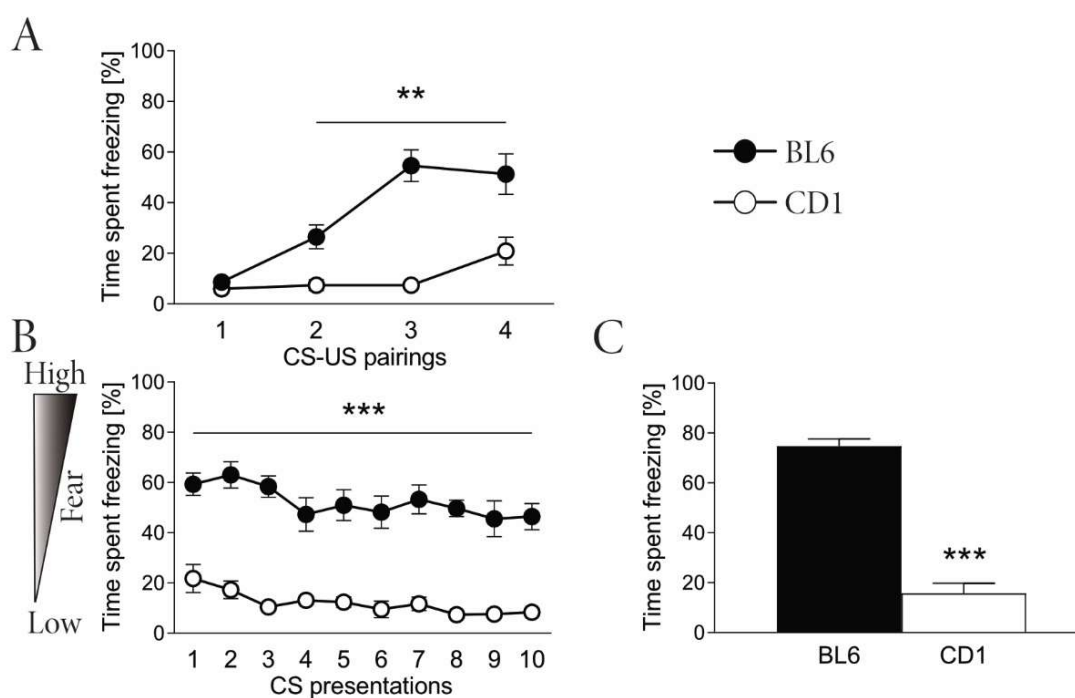 A
Time spent freezing [%]
100
80
60
40
20
0
**
1 2 3 4
CS-US pairings
BL6
CD1
B
High
Fear
Low
Time spent freezing [%]
100
80
60
40
20
0
***
1 2 3 4 5 6 7 8 9 10
CS presentations
C
Time spent freezing [%]
100
80
60
40
20
0
***
BL6 CD1